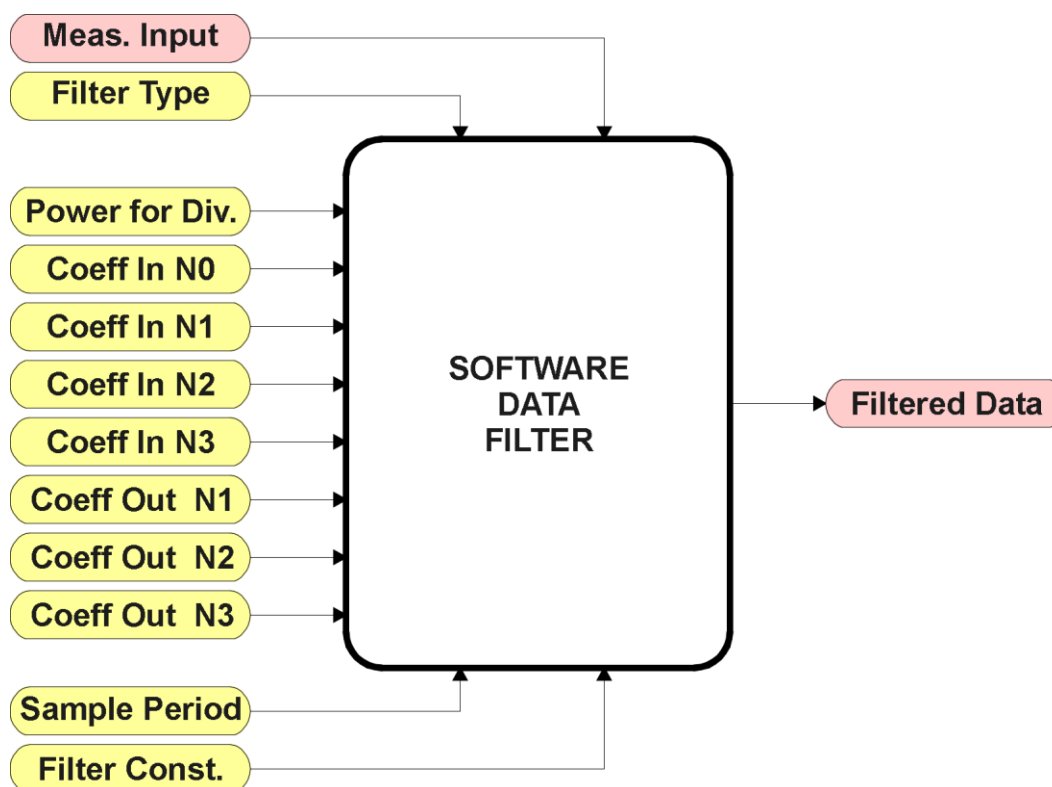 Meas. Input
Filter Type
Power for Div.
Coeff In N0
Coeff In N1
Coeff In N2
Coeff In N3
Coeff Out N1
Coeff Out N2
Coeff Out N3
Sample Period
Filter Const.
SOFTWARE
DATA
FILTER
Filtered Data